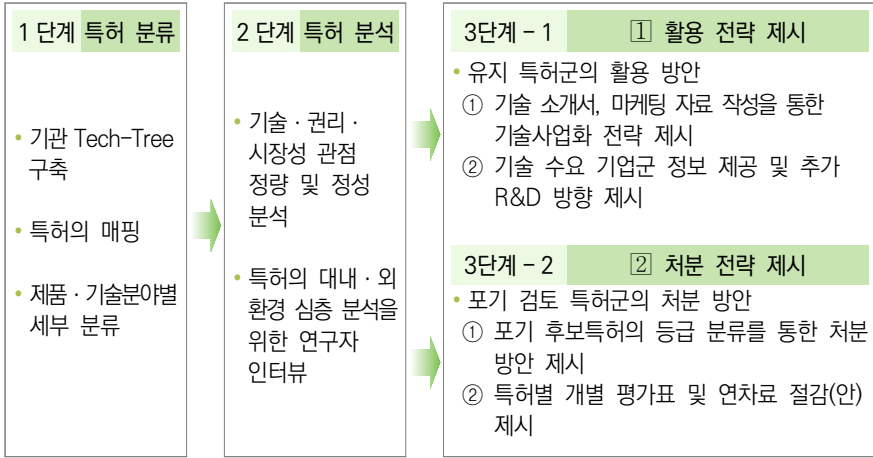 1 단계 특허 분류
• 기관 Tech-Tree
구축
• 특허의 매핑
• 제품 · 기술분야별
세부 분류
2 단계 특허 분석
• 기술 · 권리 ·
시장성 관점
정량 및 정성
분석
• 특허의 대내 · 외
환경 심층 분석을
위한 연구자
인터뷰
3단계 – 1 1 활용 전략 제시
• 유지 특허군의 활용 방안
① 기술 소개서, 마케팅 자료 작성을 통한
기술사업화 전략 제시
② 기술 수요 기업군 정보 제공 및 추가
R&D 방향 제시
3단계 – 2 2 처분 전략 제시
• 포기 검토 특허군의 처분 방안
① 포기 후보특허의 등급 분류를 통한 처분
방안 제시
② 특허별 개별 평가표 및 연차료 절감(안)
제시